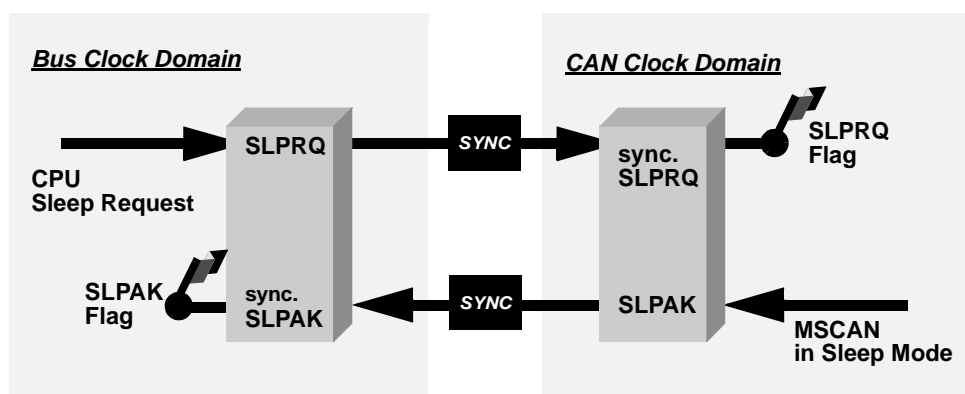 Bus Clock Domain
CAN Clock Domain
CPU
Sleep Request
SLPRQ
SYNC
sync.
SLPRQ
SLPRQ
Flag
SLPAK
Flag
sync.
SLPAK
SYNC
SLPAK
MSCAN
in Sleep Mode